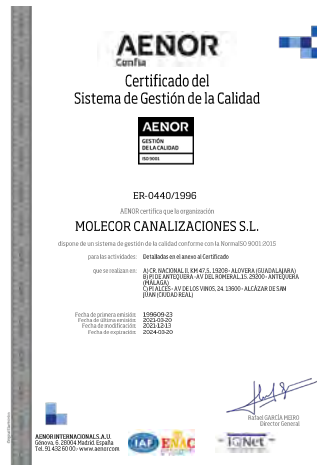 AENOR
Confía
Certificado del
Sistema de Gestión de la Calidad
AENOR
GESTIÓN
DE LA CALIDAD
ISO 9001
ER-0440/1996
AENOR certifica que la organización
MOLECOR CANALIZACIONES S.L.
dispone de un sistema de gestión de la calidad conforme con la Norma ISO 9001:2015
para las actividades: Detalladas en el anexo al Certificado
que se realizan en: A) CR. NACIONAL II. KM 47,5. 19208 - ALOVERA (GUADALAJARA)
B) PI DE ANTEQUERA - AV DEL ROMERAL, 15. 29200 - ANTEQUERA
(MÁLAGA)
C) PI ALCES - AV DE LOS VINOS, 24. 13600 - ALCÁZAR DE SAN
JUAN (CIUDAD REAL)
Fecha de primera emisión: 1996-09-23
Fecha de última emisión: 2021-03-20
Fecha de modificación: 2021-12-13
Fecha de expiración: 2024-03-20
Rafael GARCÍA MEIRO
Director General
AENOR INTERNACIONAL S.A.U.
Génova, 6. 28004 Madrid. España
Tel. 91 432 60 00.- www.aenor.com
IAF
ENAC
IQNet